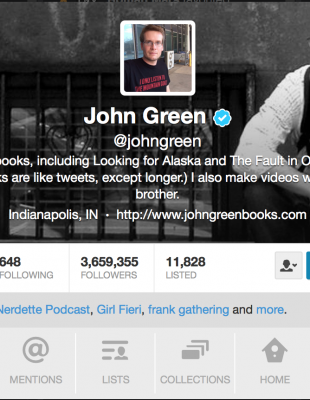 John Green
@johngreen
books, including Looking for Alaska and The Fault in O
ks are like tweets, except longer.) I also make videos w
brother.
Indianapolis, IN · http://www.johngreenbooks.com
648
3,659,355
11,828
FOLLOWING
FOLLOWERS
LISTED
Nerdette Podcast, Girl Fieri, frank gathering and more.
@
MENTIONS
LISTS
COLLECTIONS
HOME